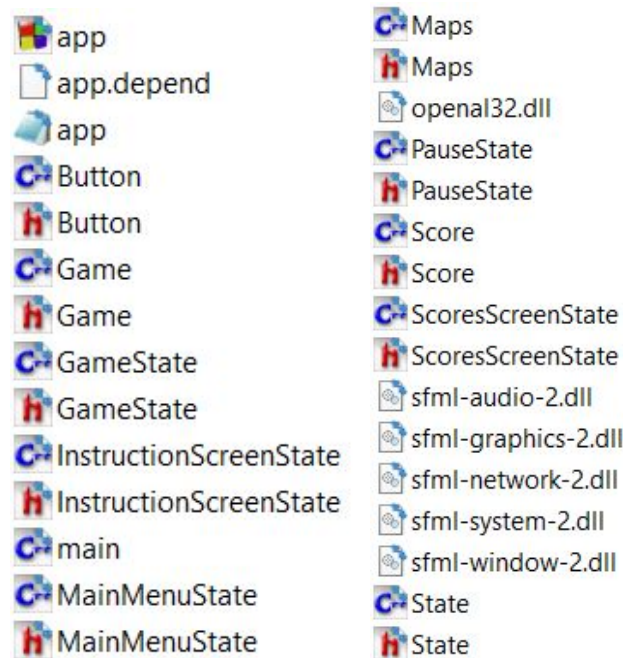 app
app.depend
app
Button
Button
Game
Game
GameState
GameState
InstructionScreenState
InstructionScreenState
main
MainMenuState
MainMenuState
Maps
Maps
openal32.dll
PauseState
PauseState
Score
Score
ScoresScreenState
ScoresScreenState
sfml-audio-2.dll
sfml-graphics-2.dll
sfml-network-2.dll
sfml-system-2.dll
sfml-window-2.dll
State
State